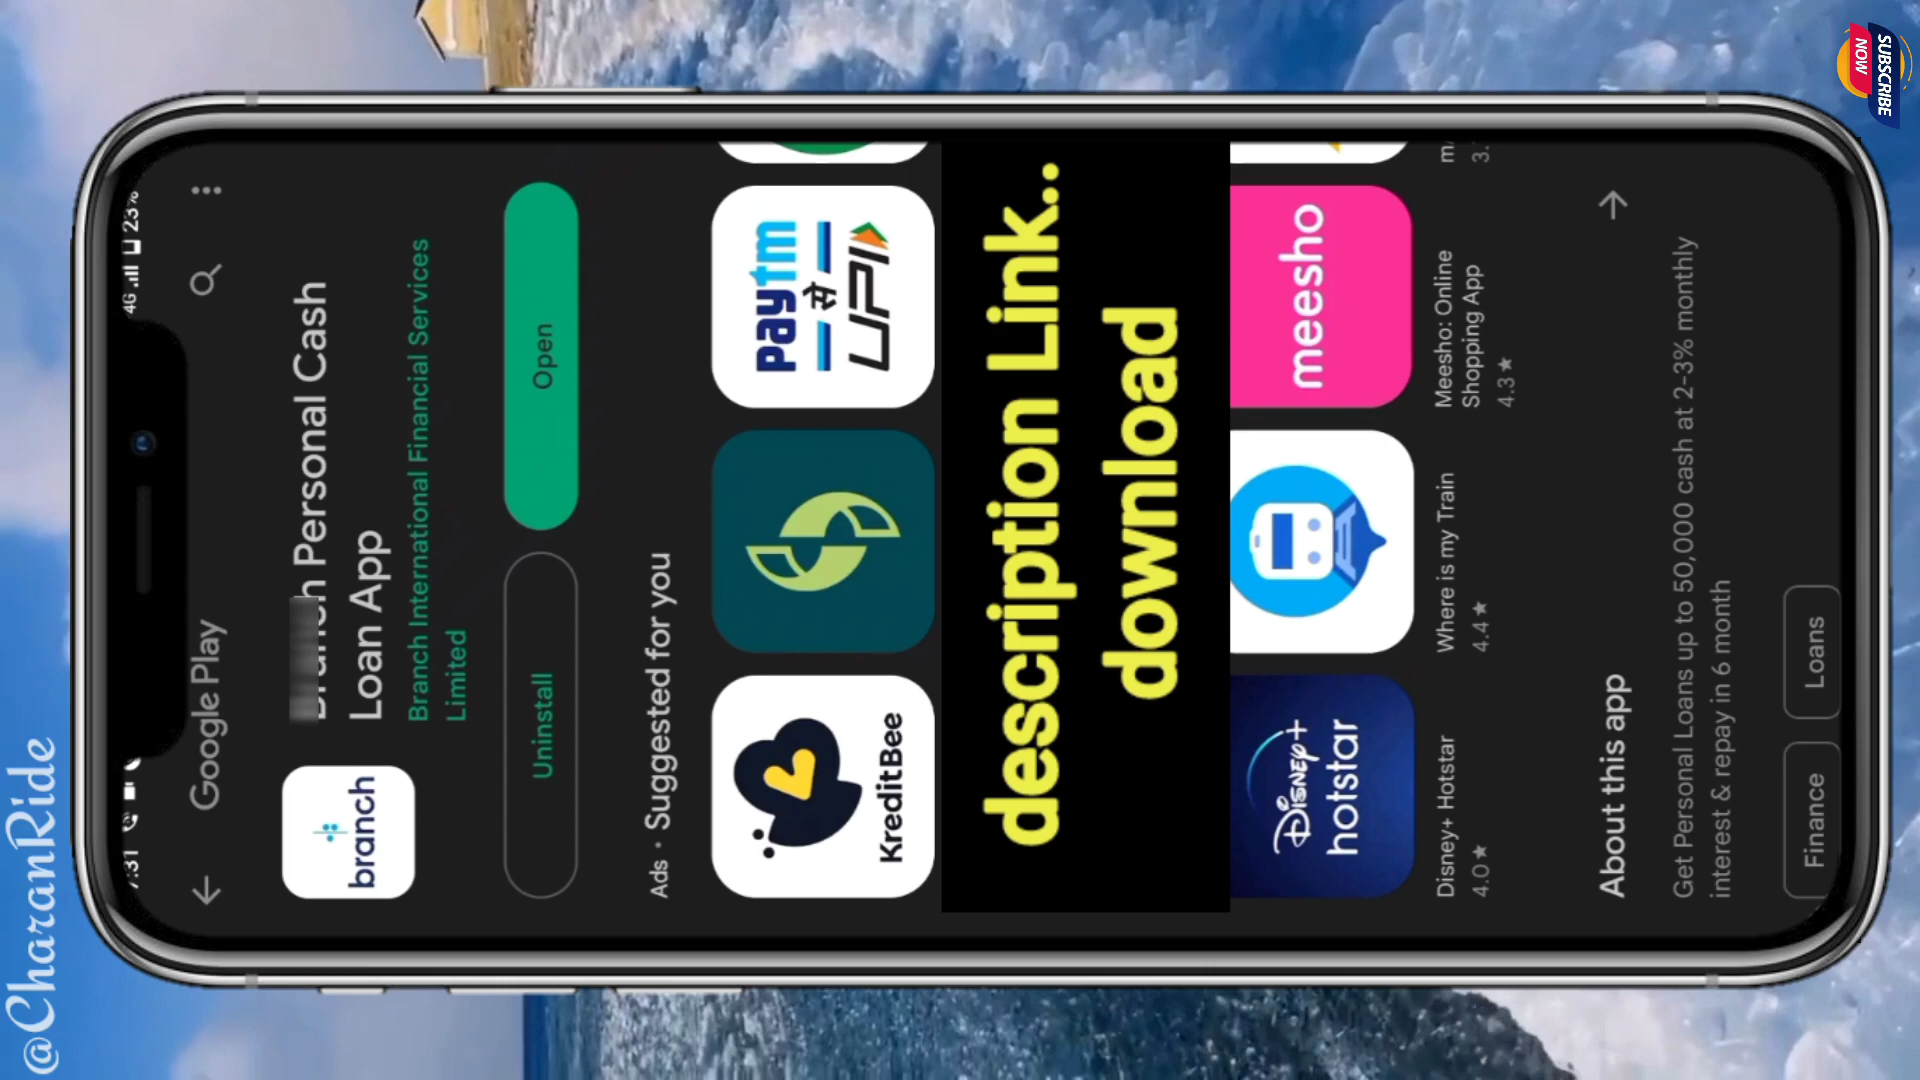 SUBSCRIBE
NOW
4G 23%
Google Play
branch
Branch Personal Cash
Loan App
Branch International Financial Services
Limited
Uninstall
Open
Ads • Suggested for you
KreditBee
paytm
से
UPI
description Link..
download
Disney+
hotstar
meesho
Disney+ Hotstar
4.0★
Where is my Train
4.4★
Meesho: Online
Shopping App
4.3★
About this app
Get Personal Loans up to 50,000 cash at 2-3% monthly
interest & repay in 6 month
Finance
Loans
@CharanRide